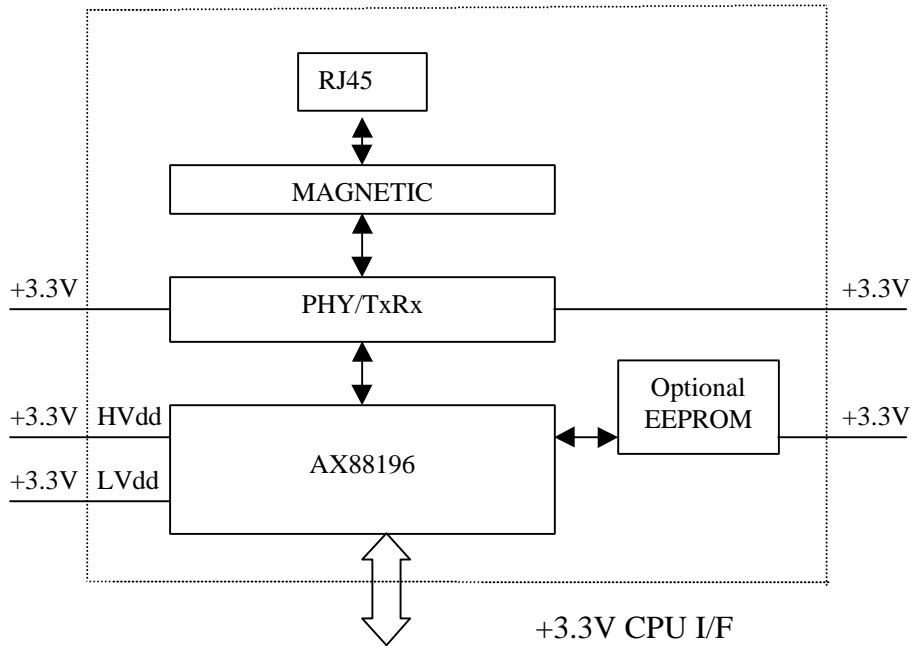 RJ45
MAGNETIC
+3.3V
PHY/TxRx
+3.3V
Optional
EEPROM
+3.3V HVdd
+3.3V
AX88196
+3.3V LVdd
+3.3V CPU I/F